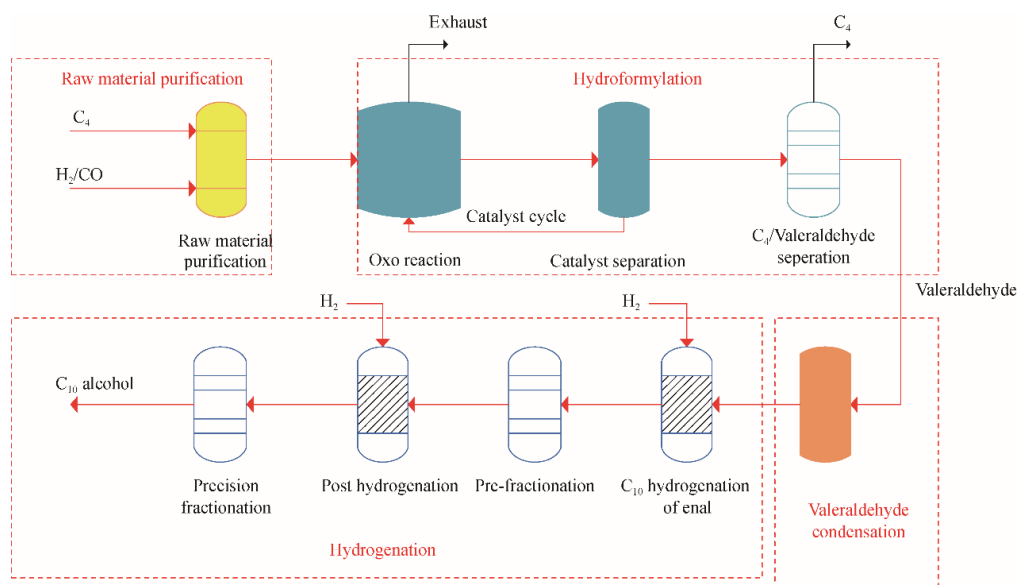 Exhaust
C₄
Raw material purification
Hydroformylation
C₄
H₂/CO
Catalyst cycle
Raw material
purification
Oxo reaction
Catalyst separation
C₄/Valeraldehyde
seperation
Valeraldehyde
H₂
H₂
C₁₀ alcohol
Precision
fractionation
Post hydrogenation
Pre-fractionation
C₁₀ hydrogenation
of enal
Valeraldehyde
condensation
Hydrogenation